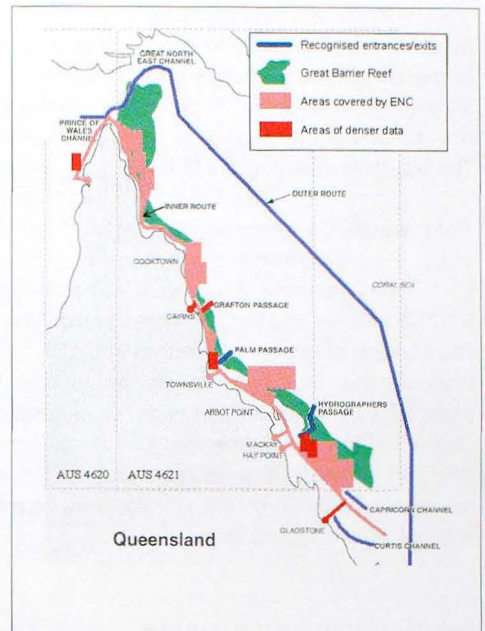 Recognised entrances/exits
Great Barrier Reef
Areas covered by ENC
Areas of denser data
GREAT NORTH
EAST CHANNEL
PRINCE OF
WALES
CHANNEL
OUTER ROUTE
INNER ROUTE
COOKTOWN
CORAL SEA
GRAFTON PASSAGE
CAIRNS
PALM PASSAGE
TOWNSVILLE
ABBOT POINT
HYDROGRAPHERS
PASSAGE
MACKAY
HAY POINT
AUS 4620
AUS 4621
CAPRICORN CHANNEL
GLADSTONE
CURTIS CHANNEL
Queensland